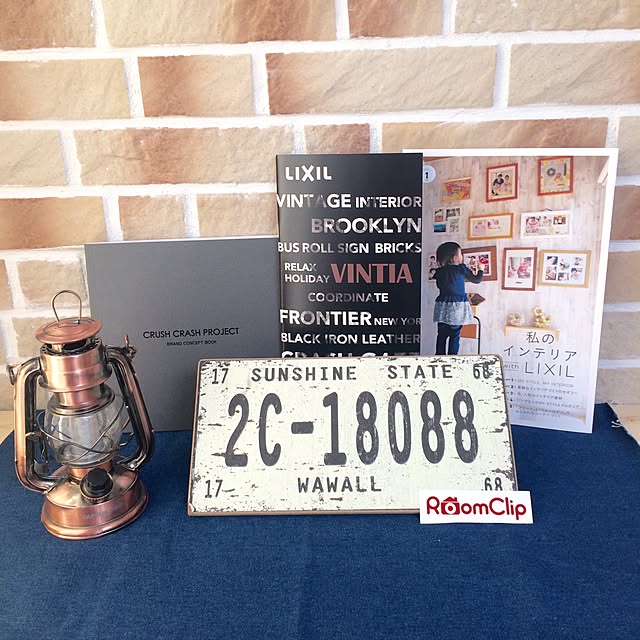 LIXIL
VINTAGE INTERIOR
BROOKLYN
BUS ROLL SIGN BRICKS
RELAX
HOLIDAY VINTIA
COORDINATE
FRONTIER NEW YOR
BLACK IRON LEATHER
CRUSH CRASH PROJECT
BRAND CONCEPT BOOK
私の
インテリア
with LIXIL
17 SUNSHINE STATE 68
2C-18088
17 WAWALL 68
RoomClip